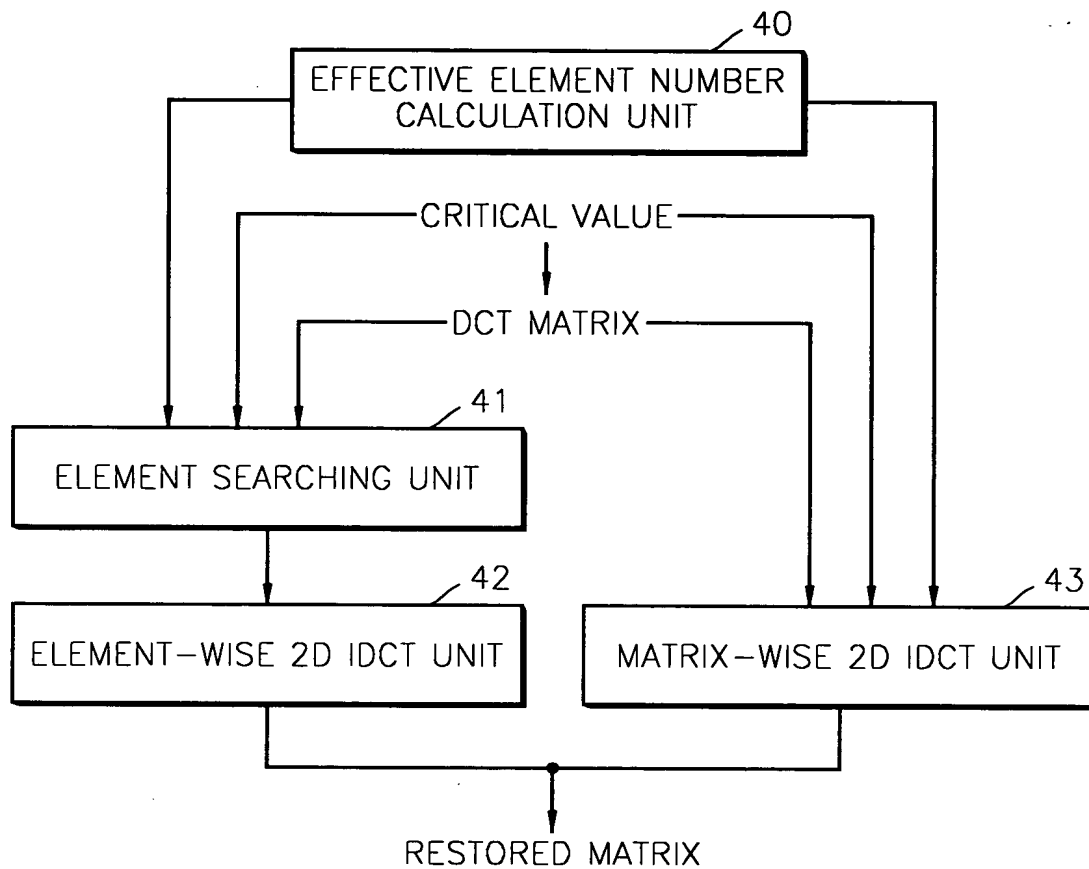 40
EFFECTIVE ELEMENT NUMBER
CALCULATION UNIT
CRITICAL VALUE
DCT MATRIX
41
ELEMENT SEARCHING UNIT
42
ELEMENT-WISE 2D IDCT UNIT
43
MATRIX-WISE 2D IDCT UNIT
RESTORED MATRIX